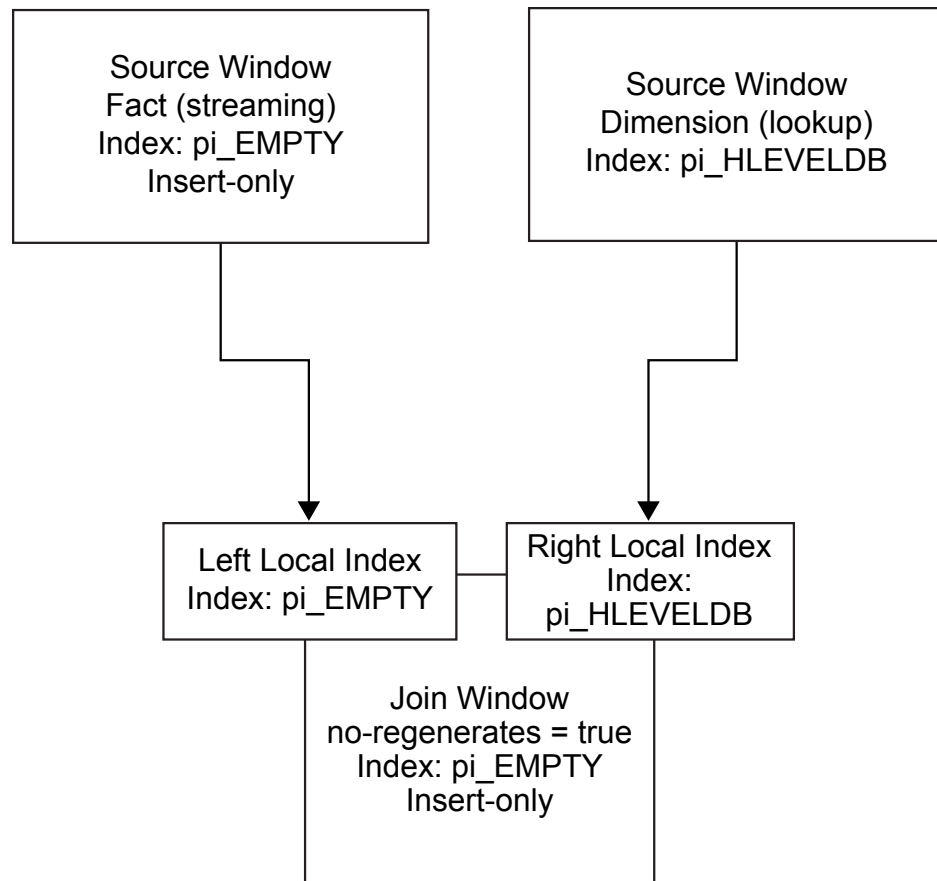 Source Window
Fact (streaming)
Index: pi_EMPTY
Insert-only
Source Window
Dimension (lookup)
Index: pi_HLEVELDB
Left Local Index
Index: pi_EMPTY
Right Local Index
Index:
pi_HLEVELDB
Join Window
no-regenerates = true
Index: pi_EMPTY
Insert-only